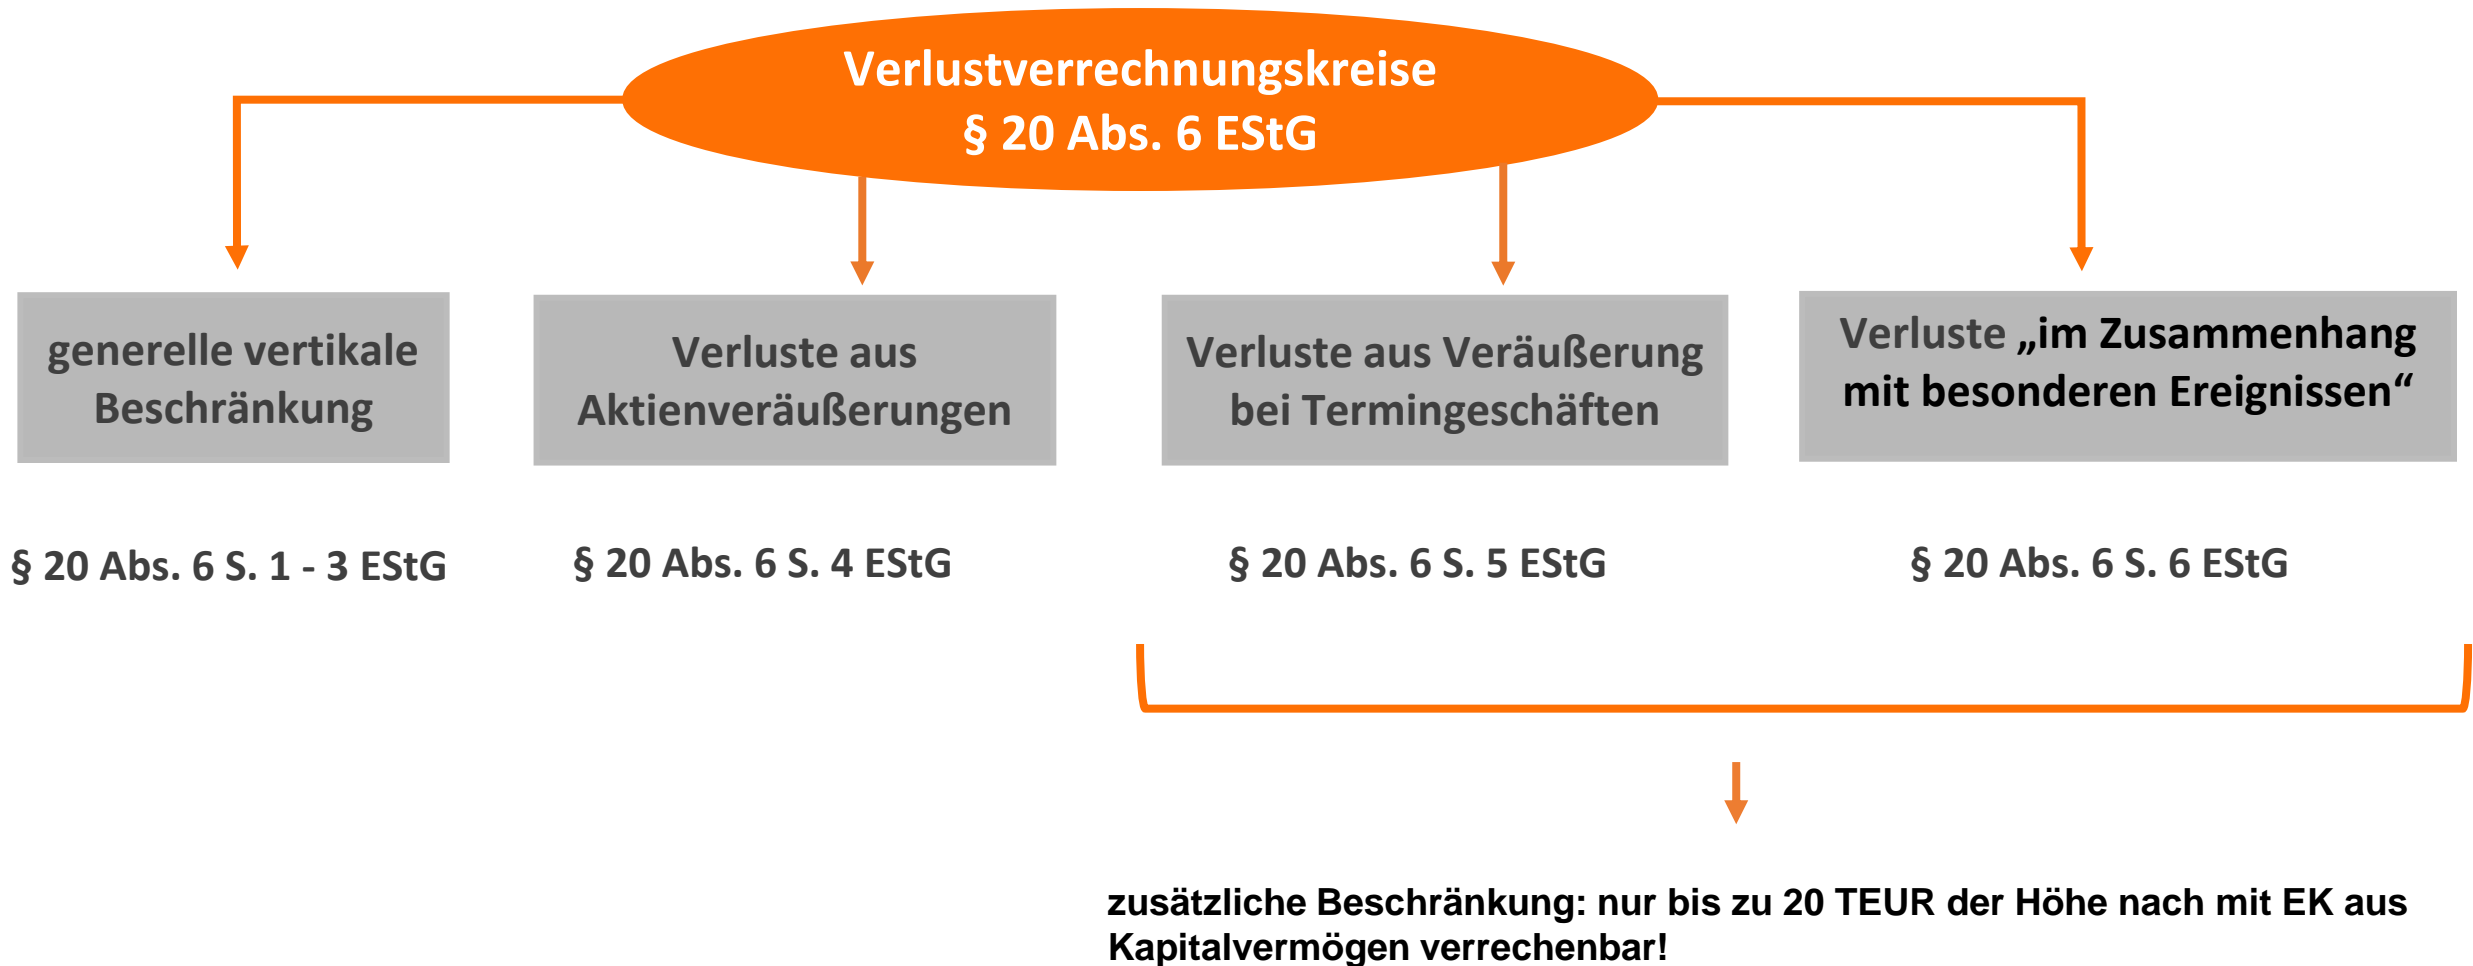 Verlustverrechnungskreise
§ 20 Abs. 6 EStG
generelle vertikale
Beschränkung
Verluste aus
Aktienveräußerungen
Verluste aus Veräußerung
bei Termingeschäften
Verluste „im Zusammenhang
mit besonderen Ereignissen“
§ 20 Abs. 6 S. 1 - 3 EStG
§ 20 Abs. 6 S. 4 EStG
§ 20 Abs. 6 S. 5 EStG
§ 20 Abs. 6 S. 6 EStG
zusätzliche Beschränkung: nur bis zu 20 TEUR der Höhe nach mit EK aus
Kapitalvermögen verrechenbar!